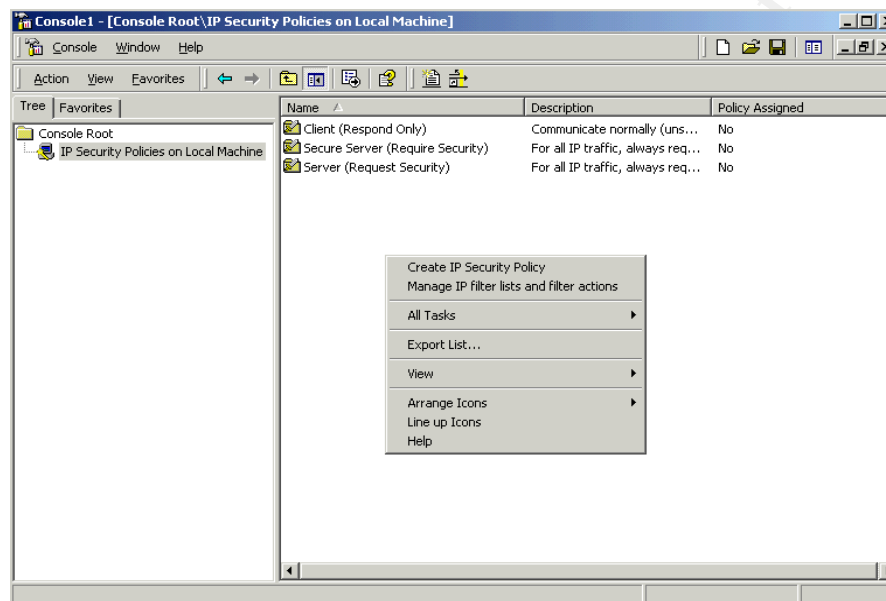 Console1 - [Console Root\IP Security Policies on Local Machine]
Console Window Help
Action View Favorites
Tree Favorites
Name Description Policy Assigned
Console Root
IP Security Policies on Local Machine
Client (Respond Only) Communicate normally (uns... No
Secure Server (Require Security) For all IP traffic, always req... No
Server (Request Security) For all IP traffic, always req... No
Create IP Security Policy
Manage IP filter lists and filter actions
All Tasks
Export List...
View
Arrange Icons
Line up Icons
Help